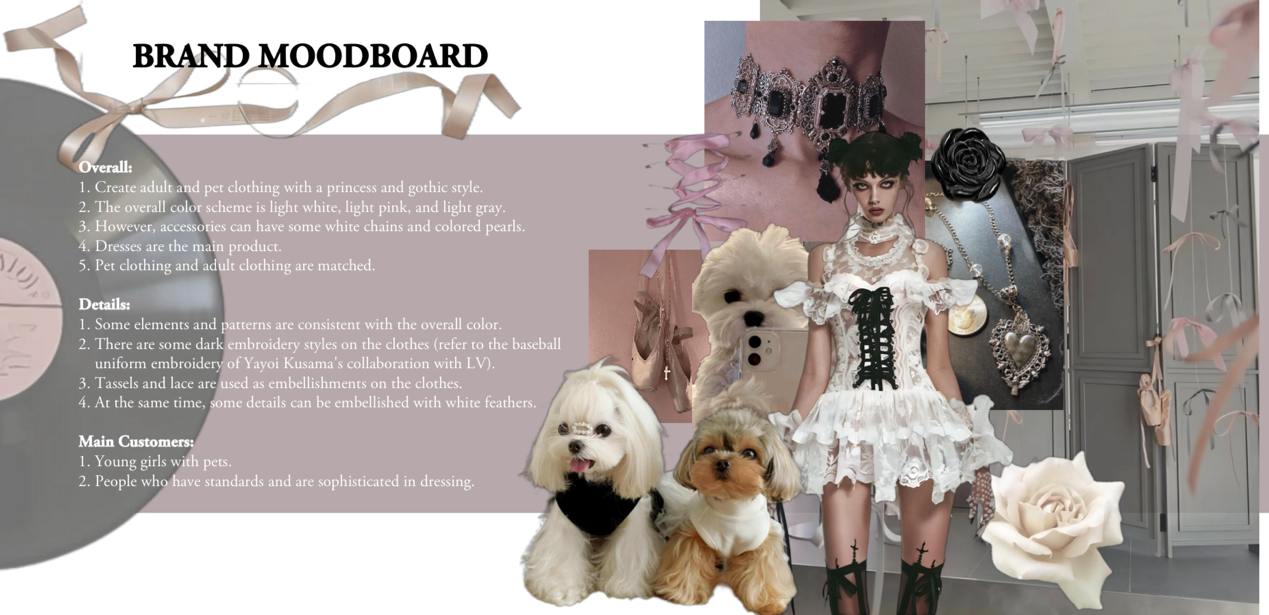 BRAND MOODBOARD
Overall:
1. Create adult and pet clothing with a princess and gothic style.
2. The overall color scheme is light white, light pink, and light gray.
3. However, accessories can have some white chains and colored pearls.
4. Dresses are the main product.
5. Pet clothing and adult clothing are matched.
Details:
1. Some elements and patterns are consistent with the overall color.
2. There are some dark embroidery styles on the clothes (refer to the baseball
uniform embroidery of Yayoi Kusama's collaboration with LV).
3. Tassels and lace are used as embellishments on the clothes.
4. At the same time, some details can be embellished with white feathers.
Main Customers:
1. Young girls with pets.
2. People who have standards and are sophisticated in dressing.